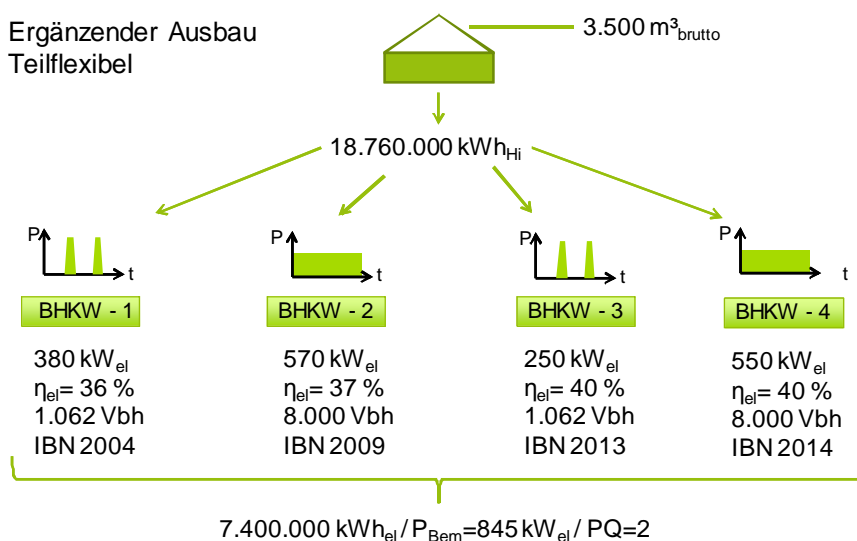 Ergänzender Ausbau
Teilflexibel
3.500 m³brutto
18.760.000 kWhHi
P
t
P
t
P
t
P
t
BHKW - 1
BHKW - 2
BHKW - 3
BHKW - 4
380 kWel
ηel= 36 %
1.062 Vbh
IBN 2004
570 kWel
ηel= 37 %
8.000 Vbh
IBN 2009
250 kWel
ηel= 40 %
1.062 Vbh
IBN 2013
550 kWel
ηel= 40 %
8.000 Vbh
IBN 2014
7.400.000 kWhel / PBem=845 kWel / PQ=2